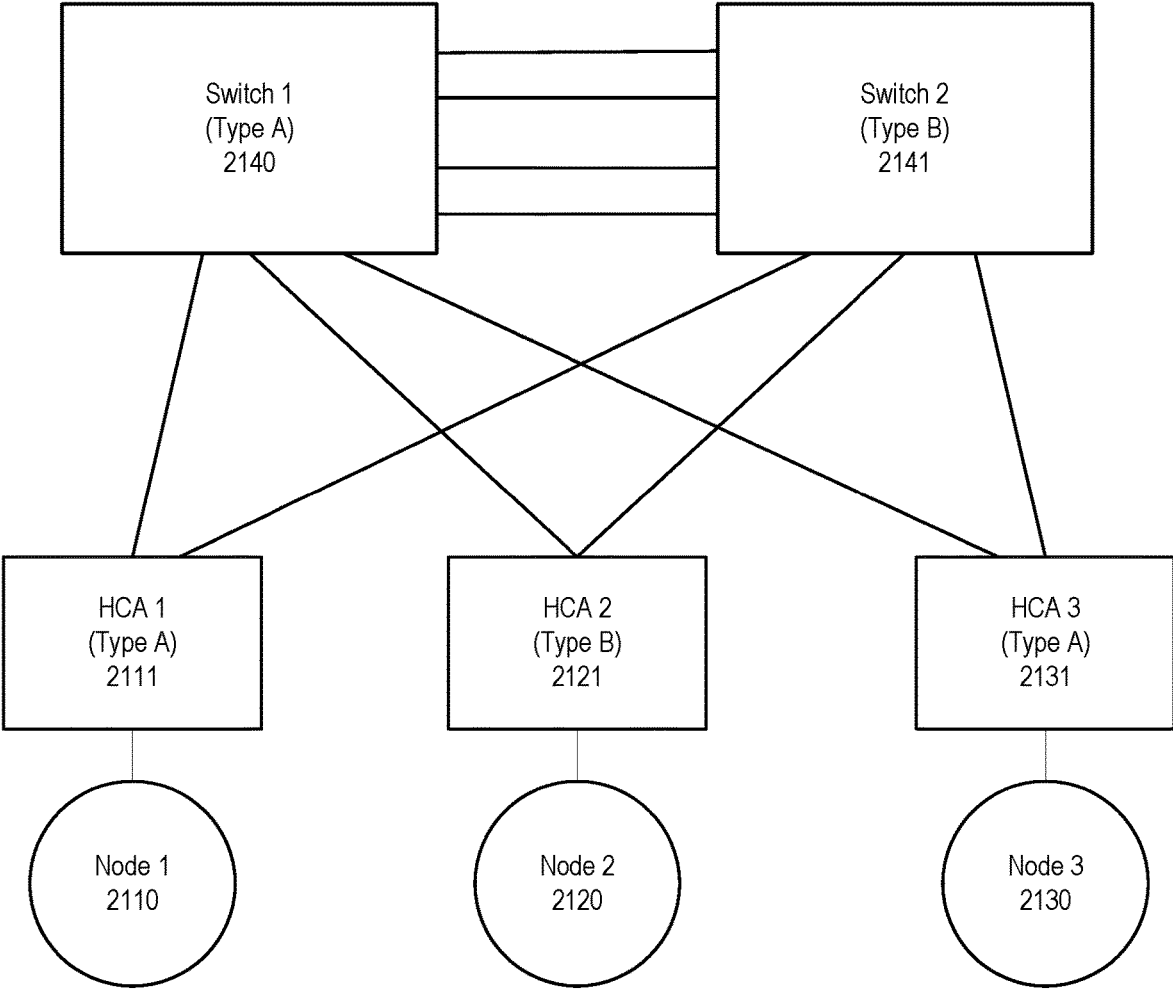 Switch 1
(Type A)
2140
Switch 2
(Type B)
2141
HCA 1
(Type A)
2111
HCA 2
(Type B)
2121
HCA 3
(Type A)
2131
Node 1
2110
Node 2
2120
Node 3
2130